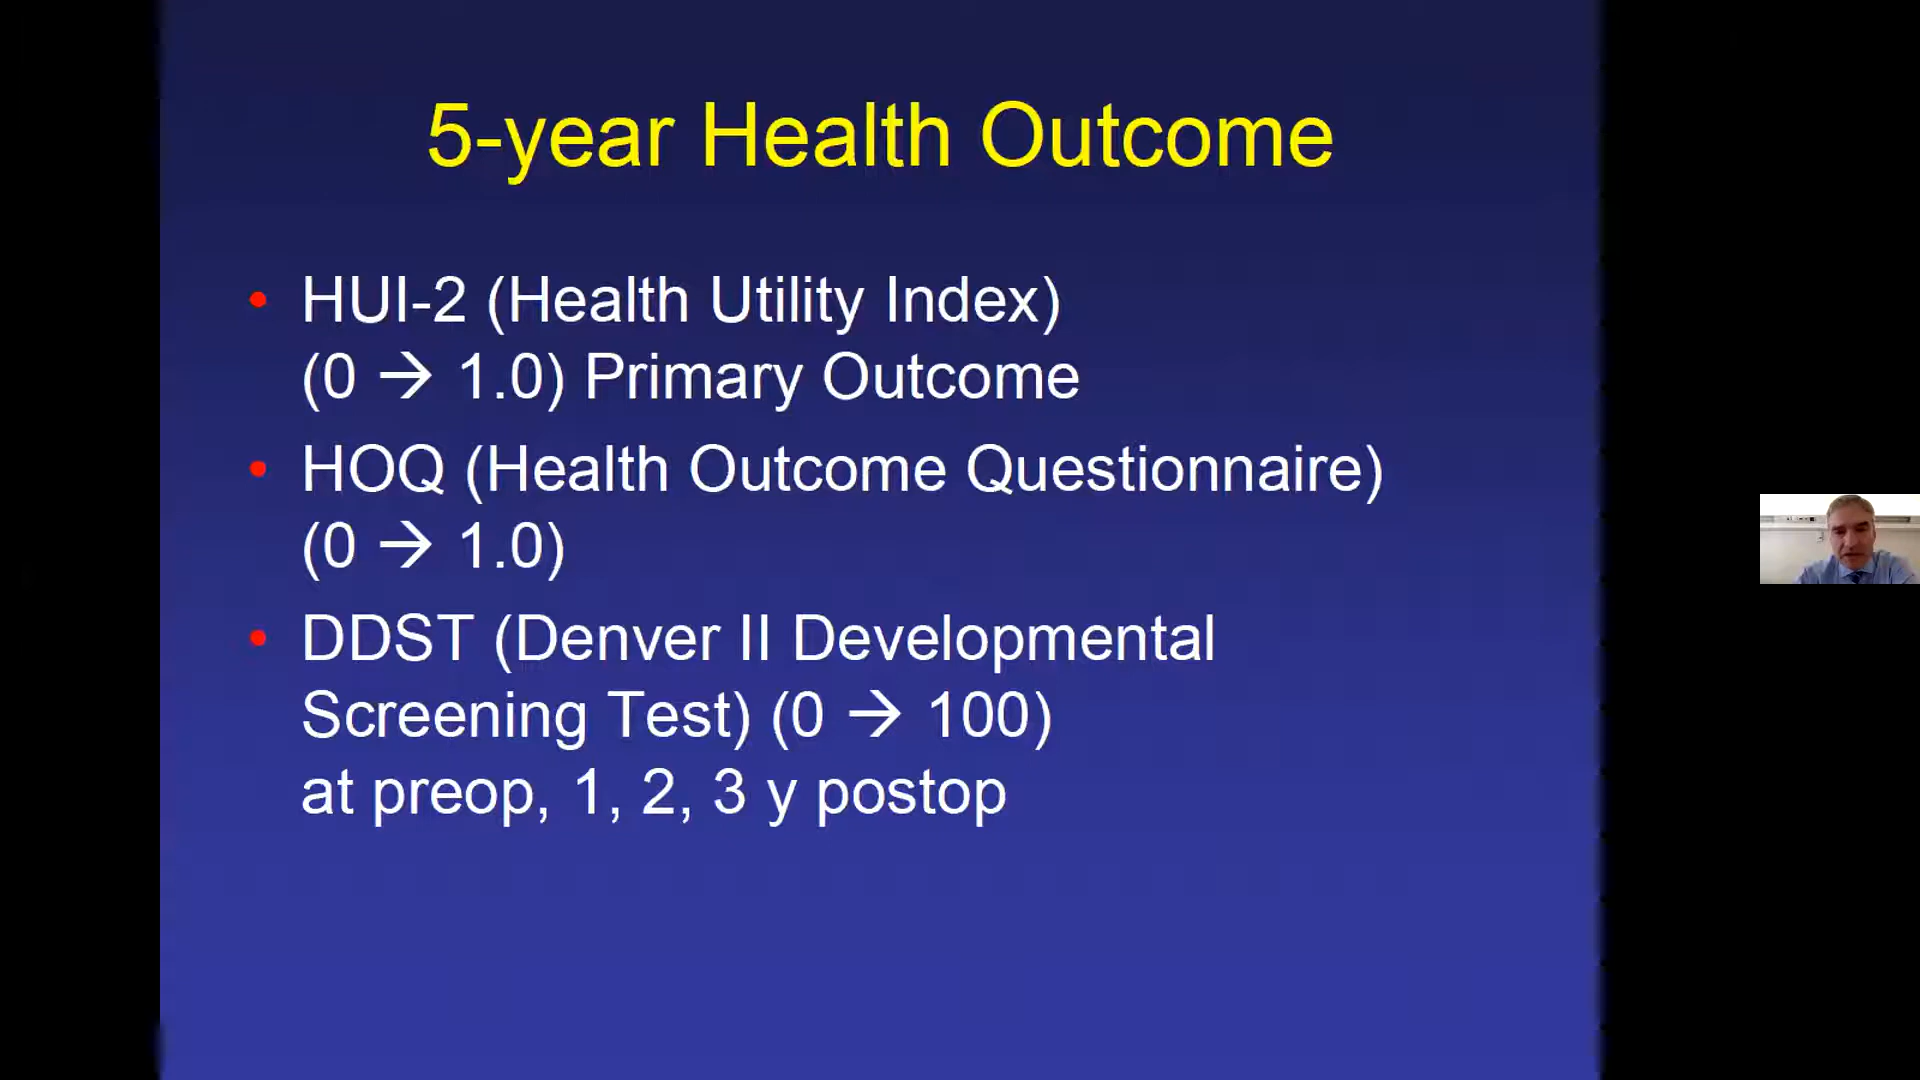 5-year Health Outcome
• HUI-2 (Health Utility Index)
(0 → 1.0) Primary Outcome
• HOQ (Health Outcome Questionnaire)
(0 → 1.0)
• DDST (Denver II Developmental
Screening Test) (0 → 100)
at preop, 1, 2, 3 y postop